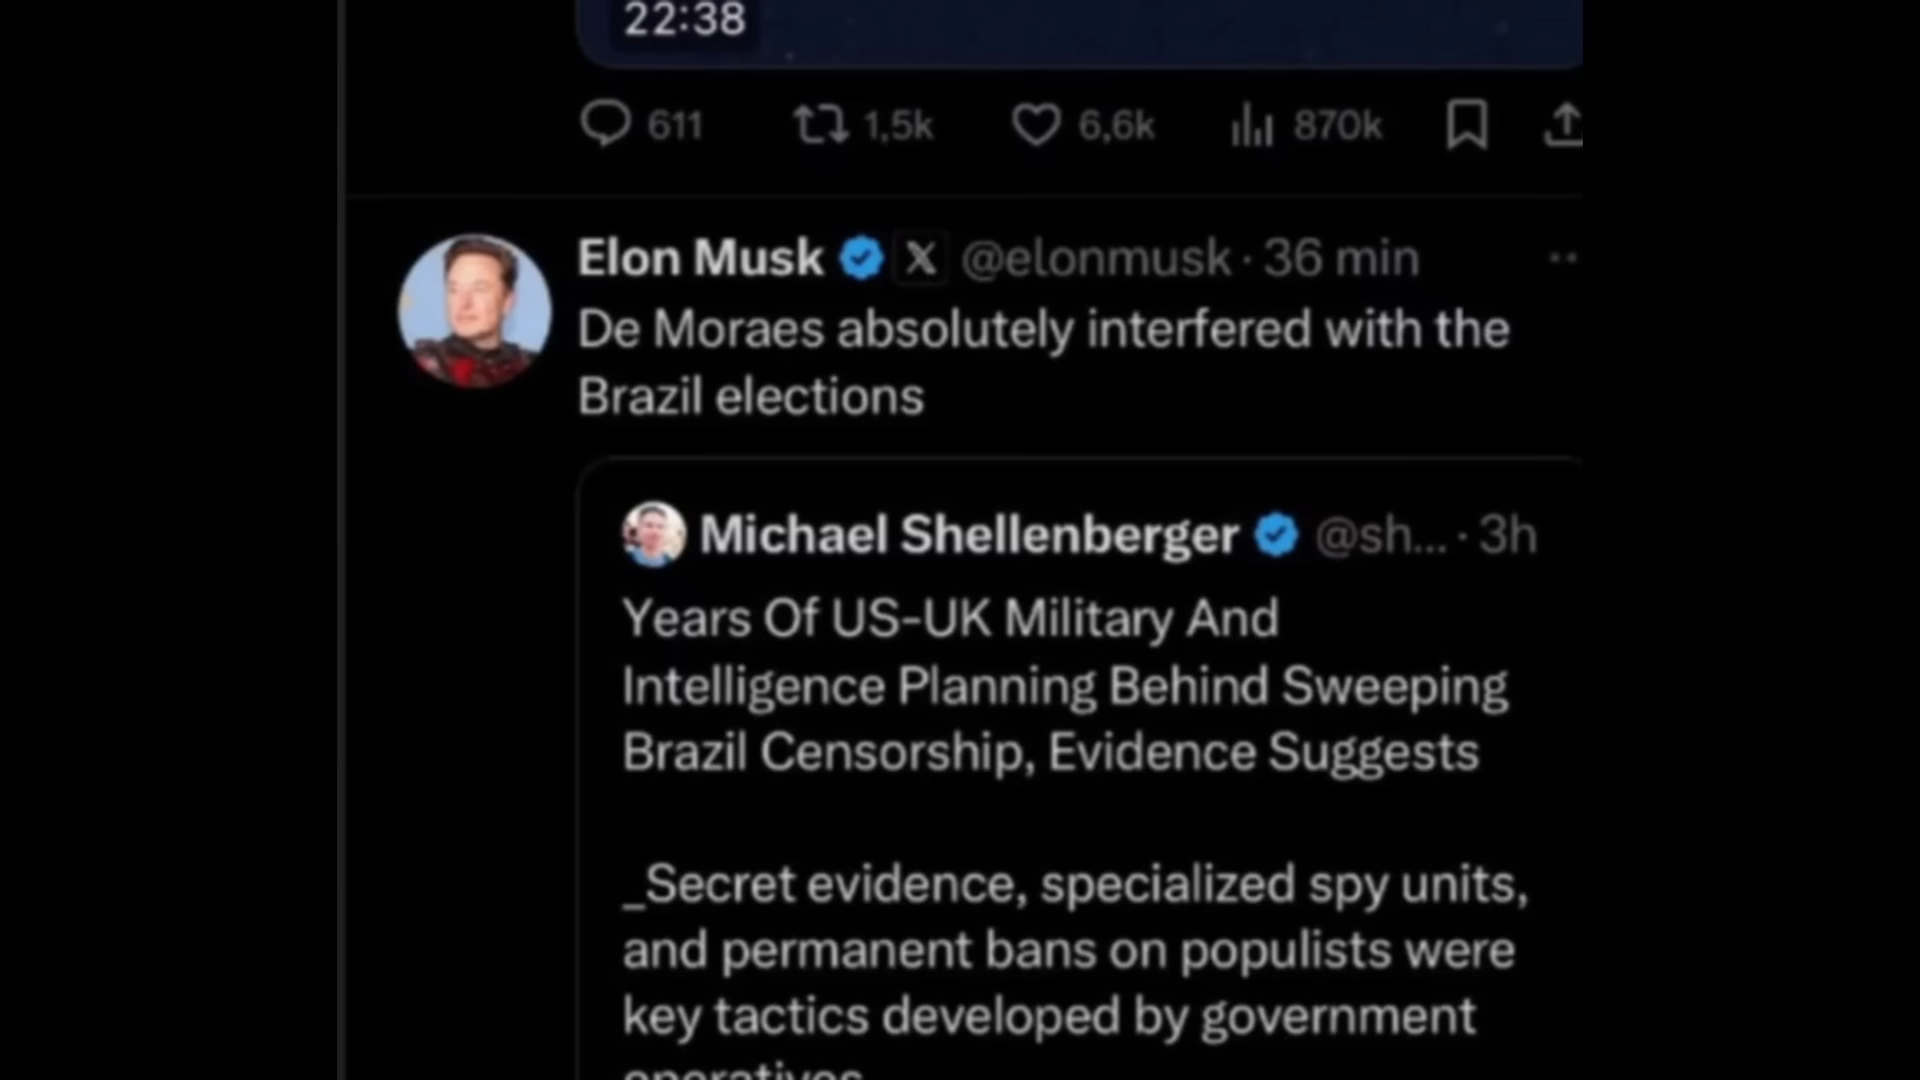 22:38
611 1,5k 6,6k 870k
Elon Musk X @elonmusk · 36 min
De Moraes absolutely interfered with the
Brazil elections
Michael Shellenberger @sh... · 3h
Years Of US-UK Military And
Intelligence Planning Behind Sweeping
Brazil Censorship, Evidence Suggests
_Secret evidence, specialized spy units,
and permanent bans on populists were
key tactics developed by government
operatives